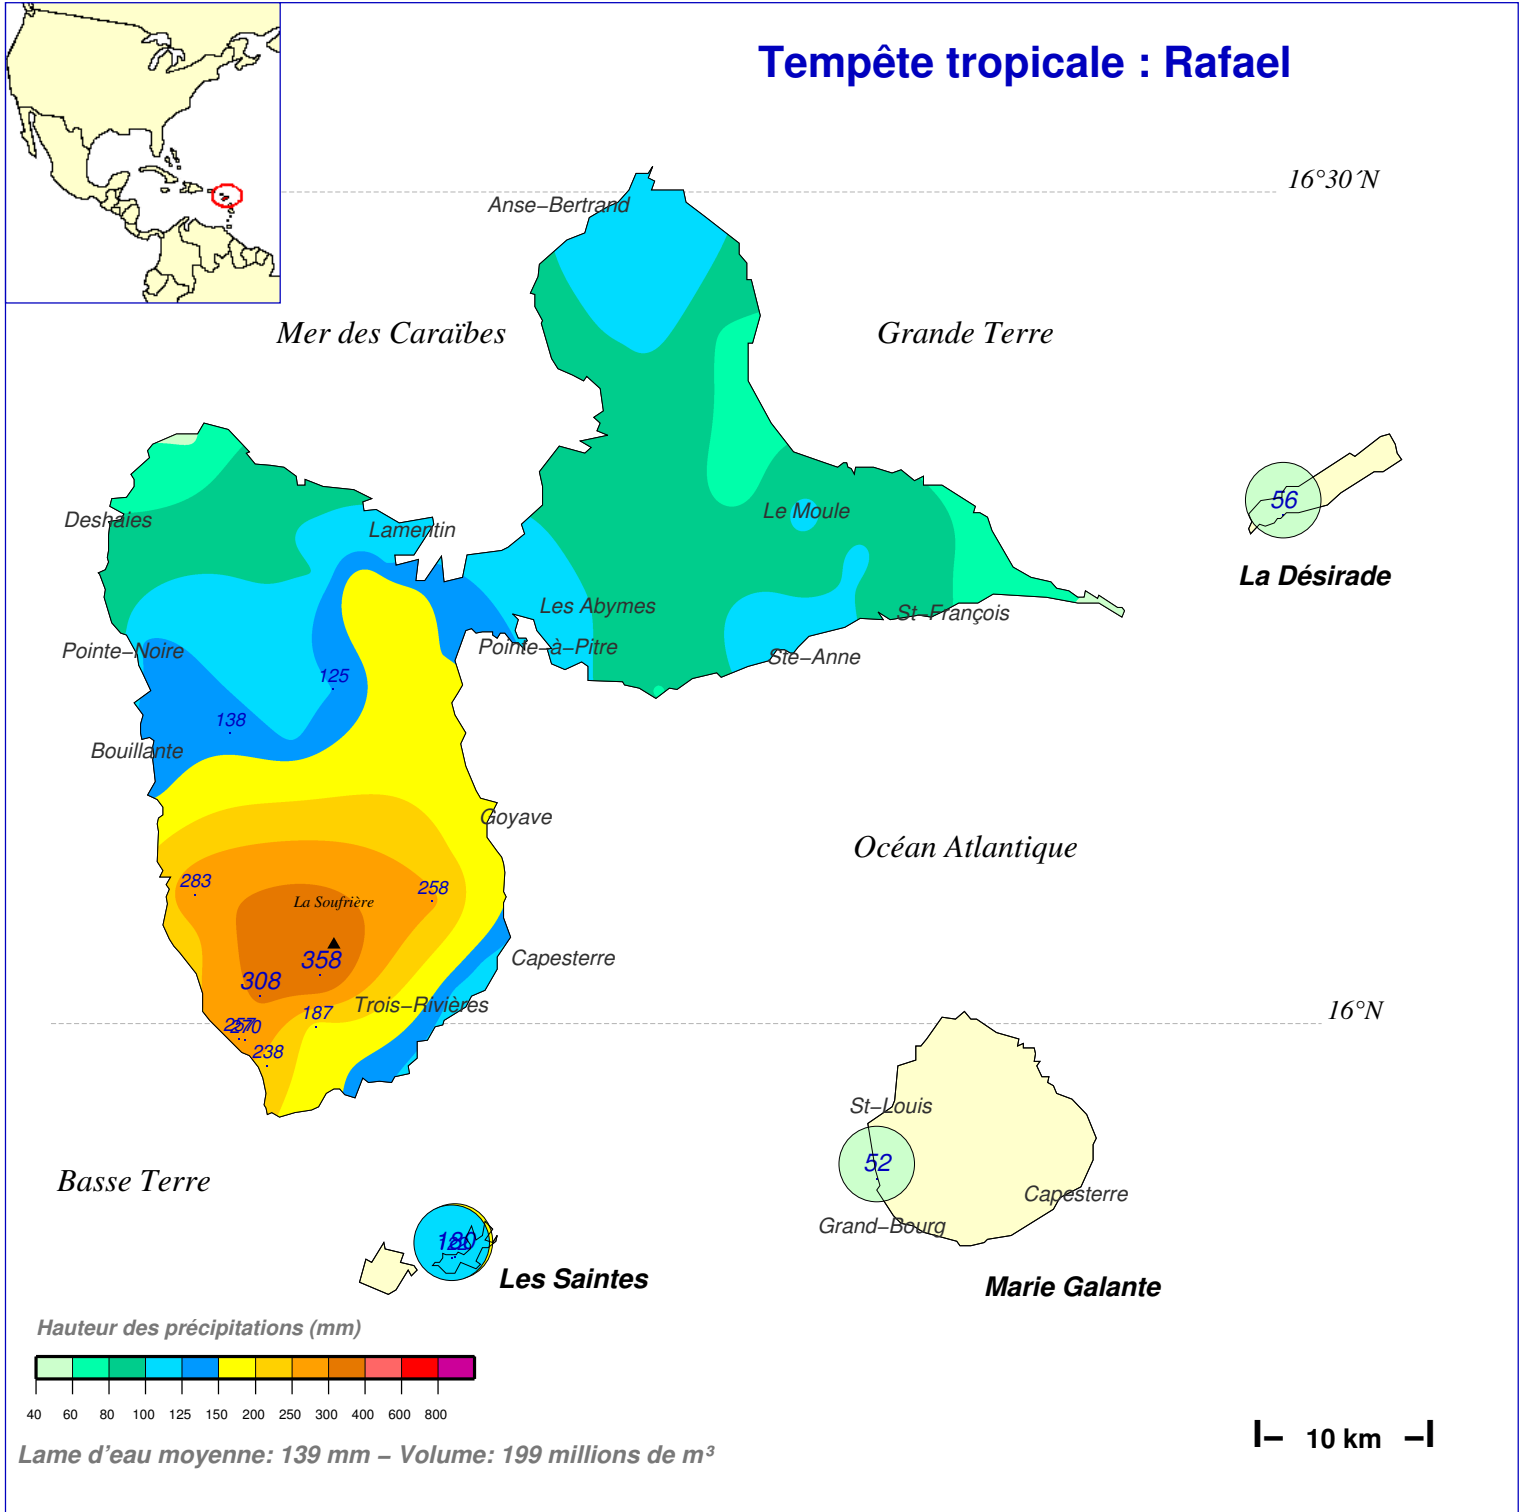 Tempête tropicale : Rafael
16°30´N
Anse−Bertrand
Mer des Caraïbes
Grande Terre
Deshaies
Lamentin
Le Moule
56
La Désirade
Les Abymes
St−François
Pointe−Noire
Pointe−à−Pitre
Ste−Anne
125
138
Bouillante
Goyave
Océan Atlantique
283
258
La Soufrière
358
Capesterre
308
Trois−Rivières
187
16°N
257
270
238
St−Louis
52
Basse Terre
Capesterre
Grand−Bourg
180
122
Les Saintes
Marie Galante
Hauteur des précipitations (mm)
40 60 80 100 125 150 200 250 300 400 600 800
10 km
Lame d'eau moyenne: 139 mm − Volume: 199 millions de m³